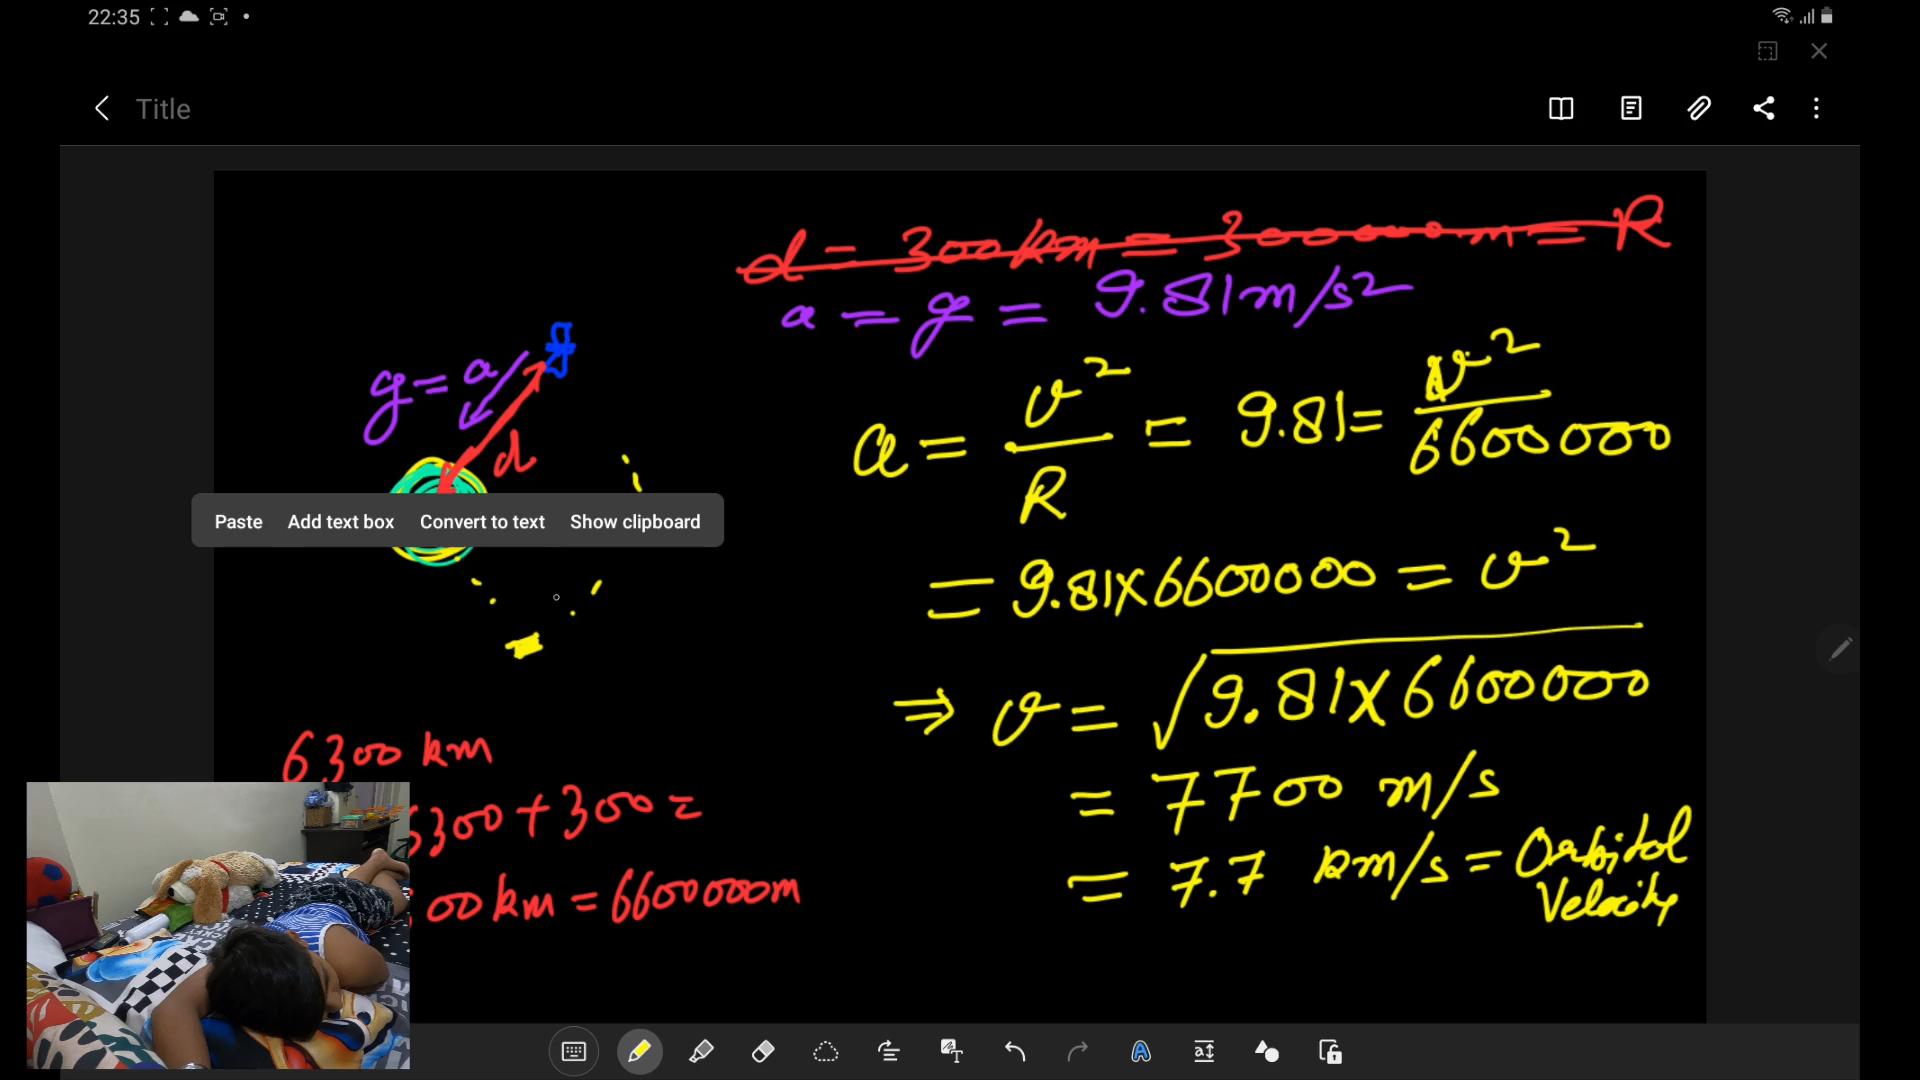 22:35
Title
d = 300 km = 300000 m = R
a = g = 9.81 m/s²
g = a
d
a = v²/R = 9.81 = v²/6600000
Paste Add text box Convert to text Show clipboard
= 9.81 x 6600000 = v²
⇒ v = √9.81 x 6600000
6300 km
= 7700 m/s
6300 + 300 =
= 7.7 km/s = Orbital
Velocity
00 km = 6600000m